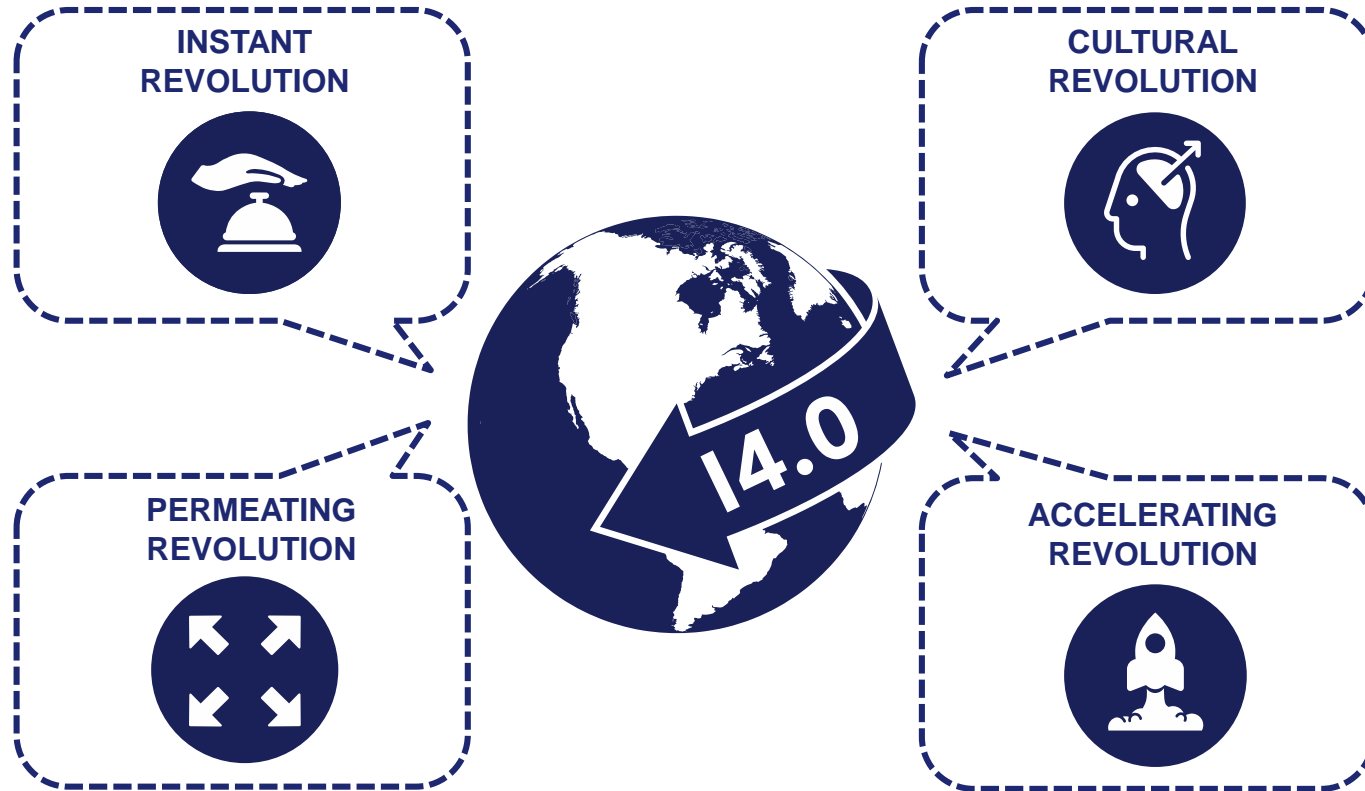 INSTANT
REVOLUTION
CULTURAL
REVOLUTION
I4.0
PERMEATING
REVOLUTION
ACCELERATING
REVOLUTION